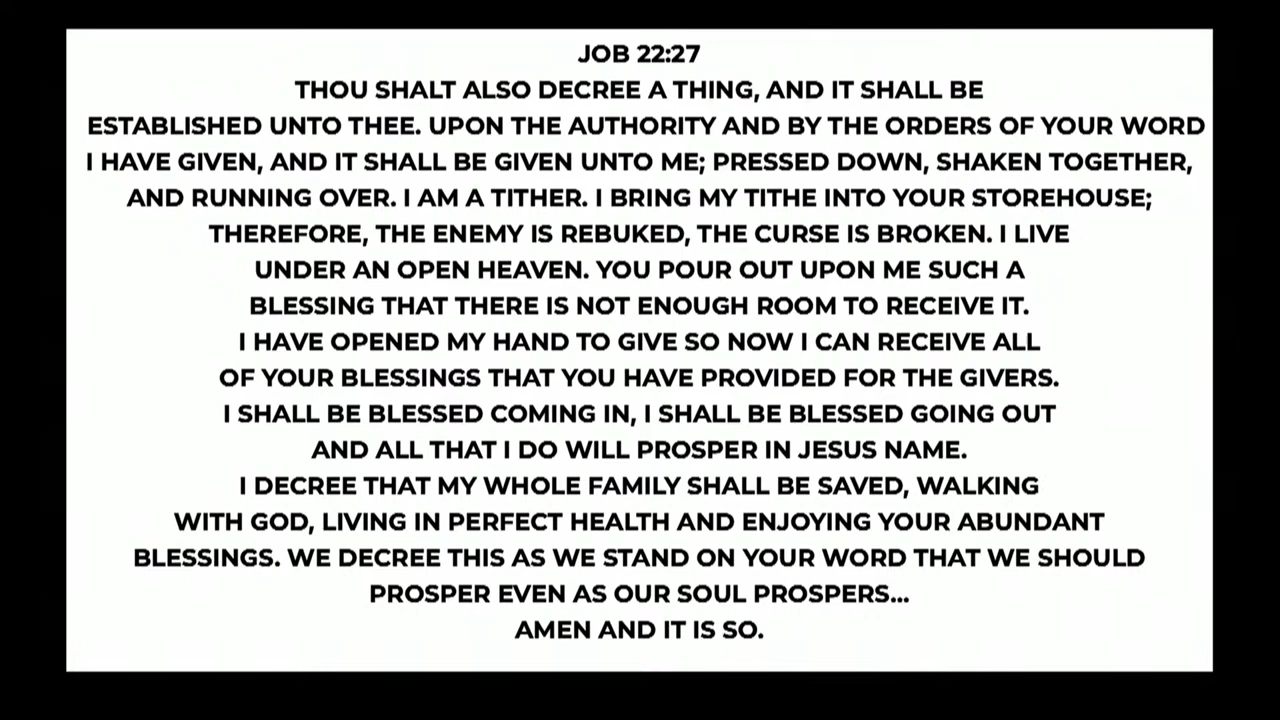 JOB 22:27
THOU SHALT ALSO DECREE A THING, AND IT SHALL BE
ESTABLISHED UNTO THEE. UPON THE AUTHORITY AND BY THE ORDERS OF YOUR WORD
I HAVE GIVEN, AND IT SHALL BE GIVEN UNTO ME; PRESSED DOWN, SHAKEN TOGETHER,
AND RUNNING OVER. I AM A TITHER. I BRING MY TITHE INTO YOUR STOREHOUSE;
THEREFORE, THE ENEMY IS REBUKED, THE CURSE IS BROKEN. I LIVE
UNDER AN OPEN HEAVEN. YOU POUR OUT UPON ME SUCH A
BLESSING THAT THERE IS NOT ENOUGH ROOM TO RECEIVE IT.
I HAVE OPENED MY HAND TO GIVE SO NOW I CAN RECEIVE ALL
OF YOUR BLESSINGS THAT YOU HAVE PROVIDED FOR THE GIVERS.
I SHALL BE BLESSED COMING IN, I SHALL BE BLESSED GOING OUT
AND ALL THAT I DO WILL PROSPER IN JESUS NAME.
I DECREE THAT MY WHOLE FAMILY SHALL BE SAVED, WALKING
WITH GOD, LIVING IN PERFECT HEALTH AND ENJOYING YOUR ABUNDANT
BLESSINGS. WE DECREE THIS AS WE STAND ON YOUR WORD THAT WE SHOULD
PROSPER EVEN AS OUR SOUL PROSPERS...
AMEN AND IT IS SO.